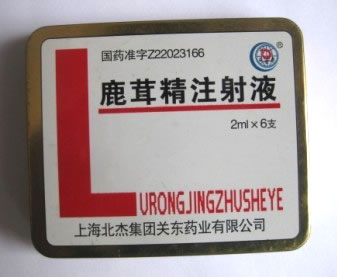 国药准字Z22023166
鹿茸精注射液
2ml×6支
LURONGJINGZHUSHEYE
上海北杰集团关东药业有限公司